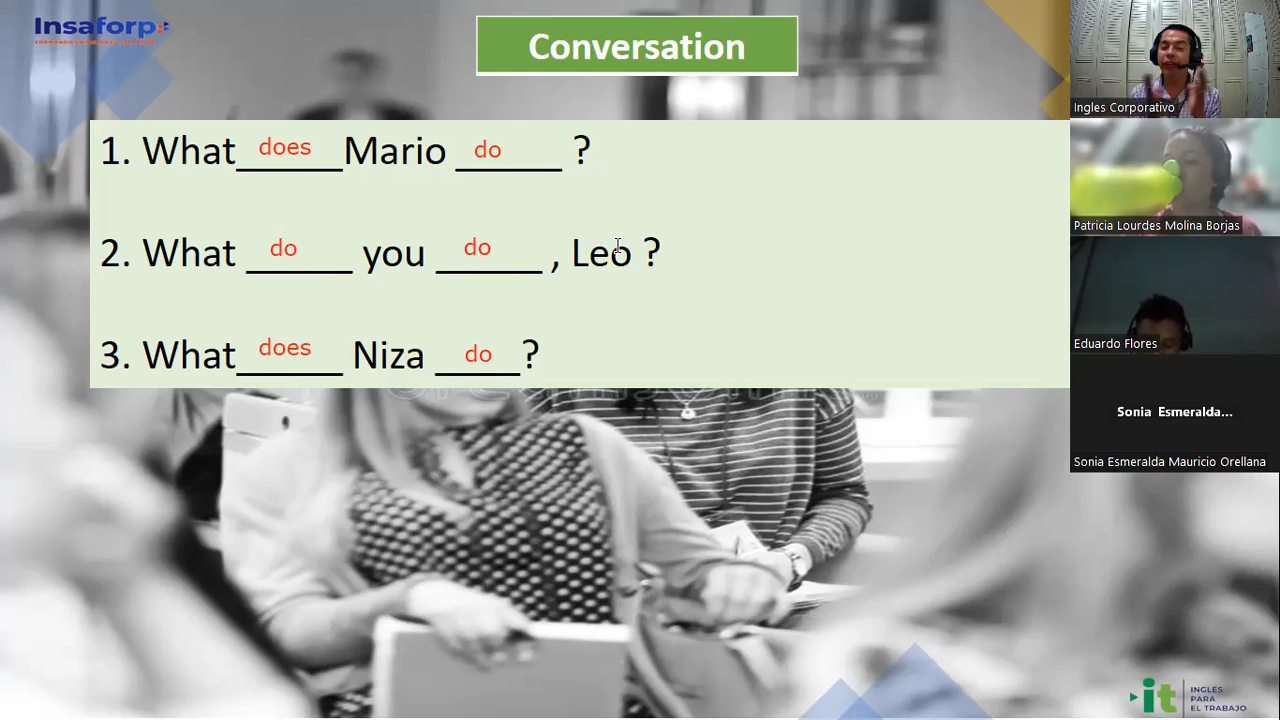 Insaforp
Conversation
1. What does Mario do ?
2. What do you do , Leo ?
3. What does Niza do ?
Ingles Corporativo
Patricia Lourdes Molina Borjas
Eduardo Flores
Sonia Esmeralda...
Sonia Esmeralda Mauricio Orellana
it
INGLES
PARA
EL TRABAJO